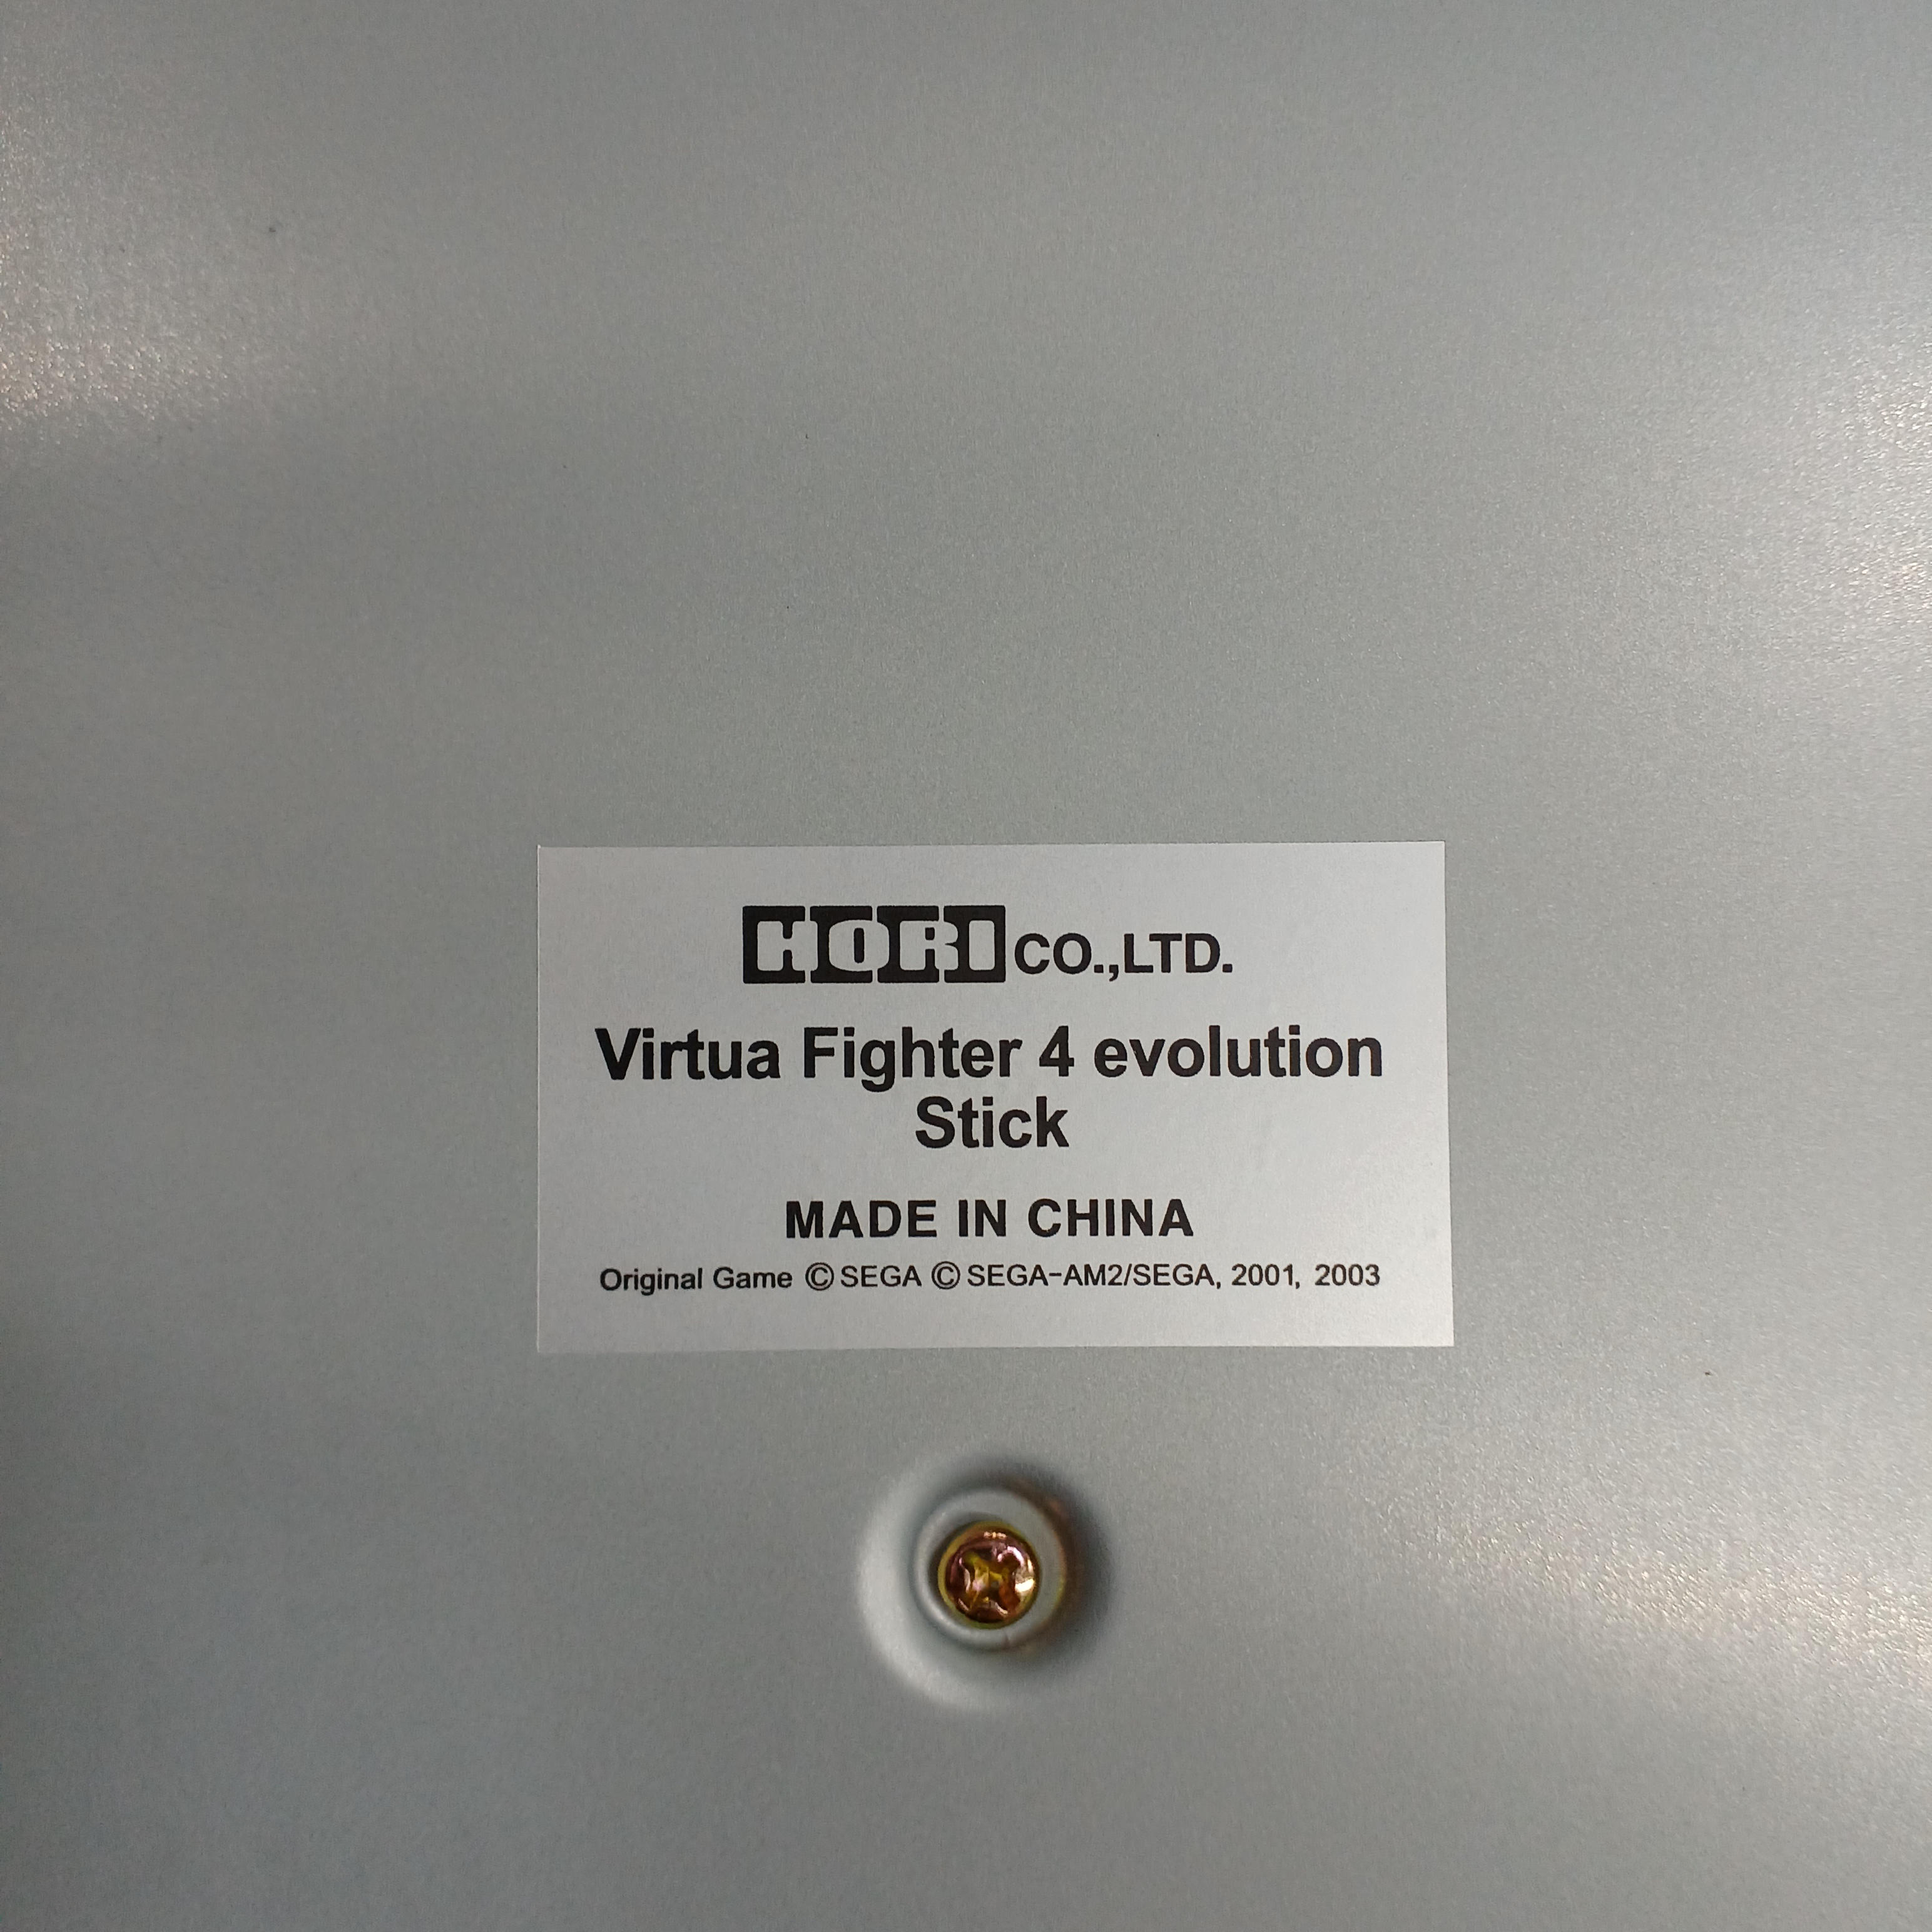 HORI CO.,LTD.
Virtua Fighter 4 evolution
Stick
MADE IN CHINA
Original Game © SEGA © SEGA-AM2/SEGA, 2001, 2003